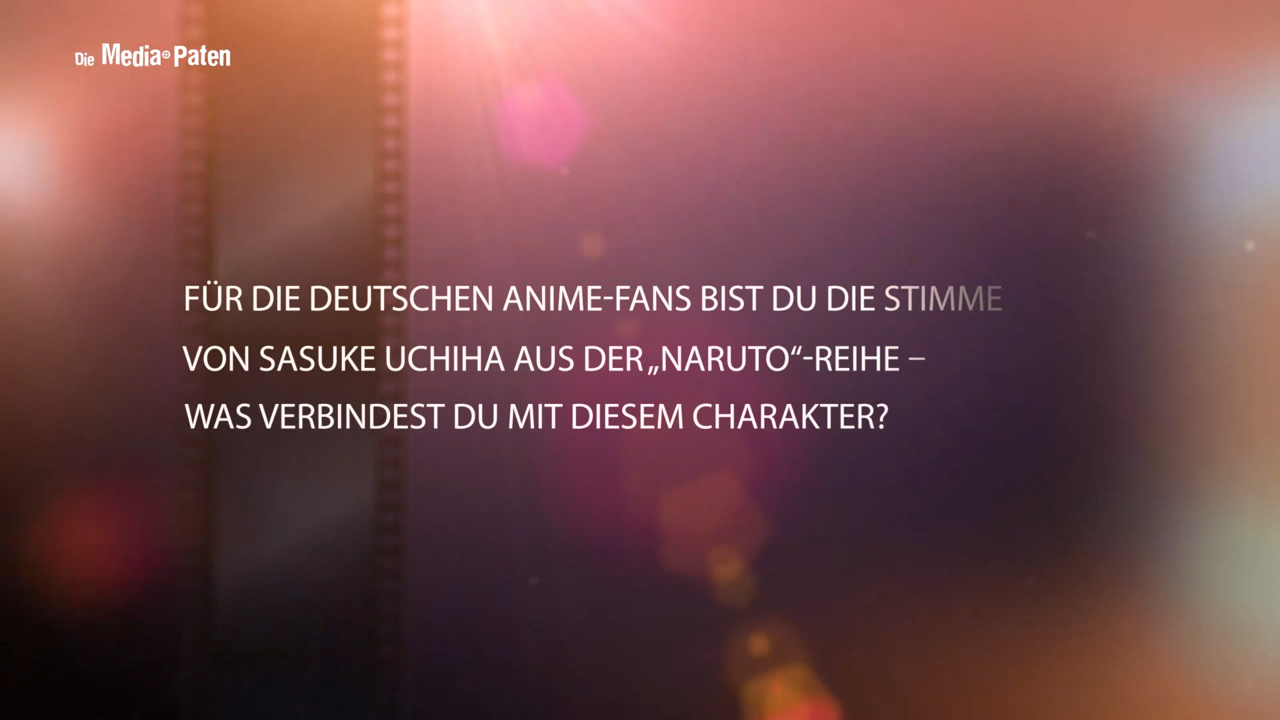 Die Media Paten
FÜR DIE DEUTSCHEN ANIME-FANS BIST DU DIE STIMME
VON SASUKE UCHIHA AUS DER „NARUTO“-REIHE –
WAS VERBINDEST DU MIT DIESEM CHARAKTER?